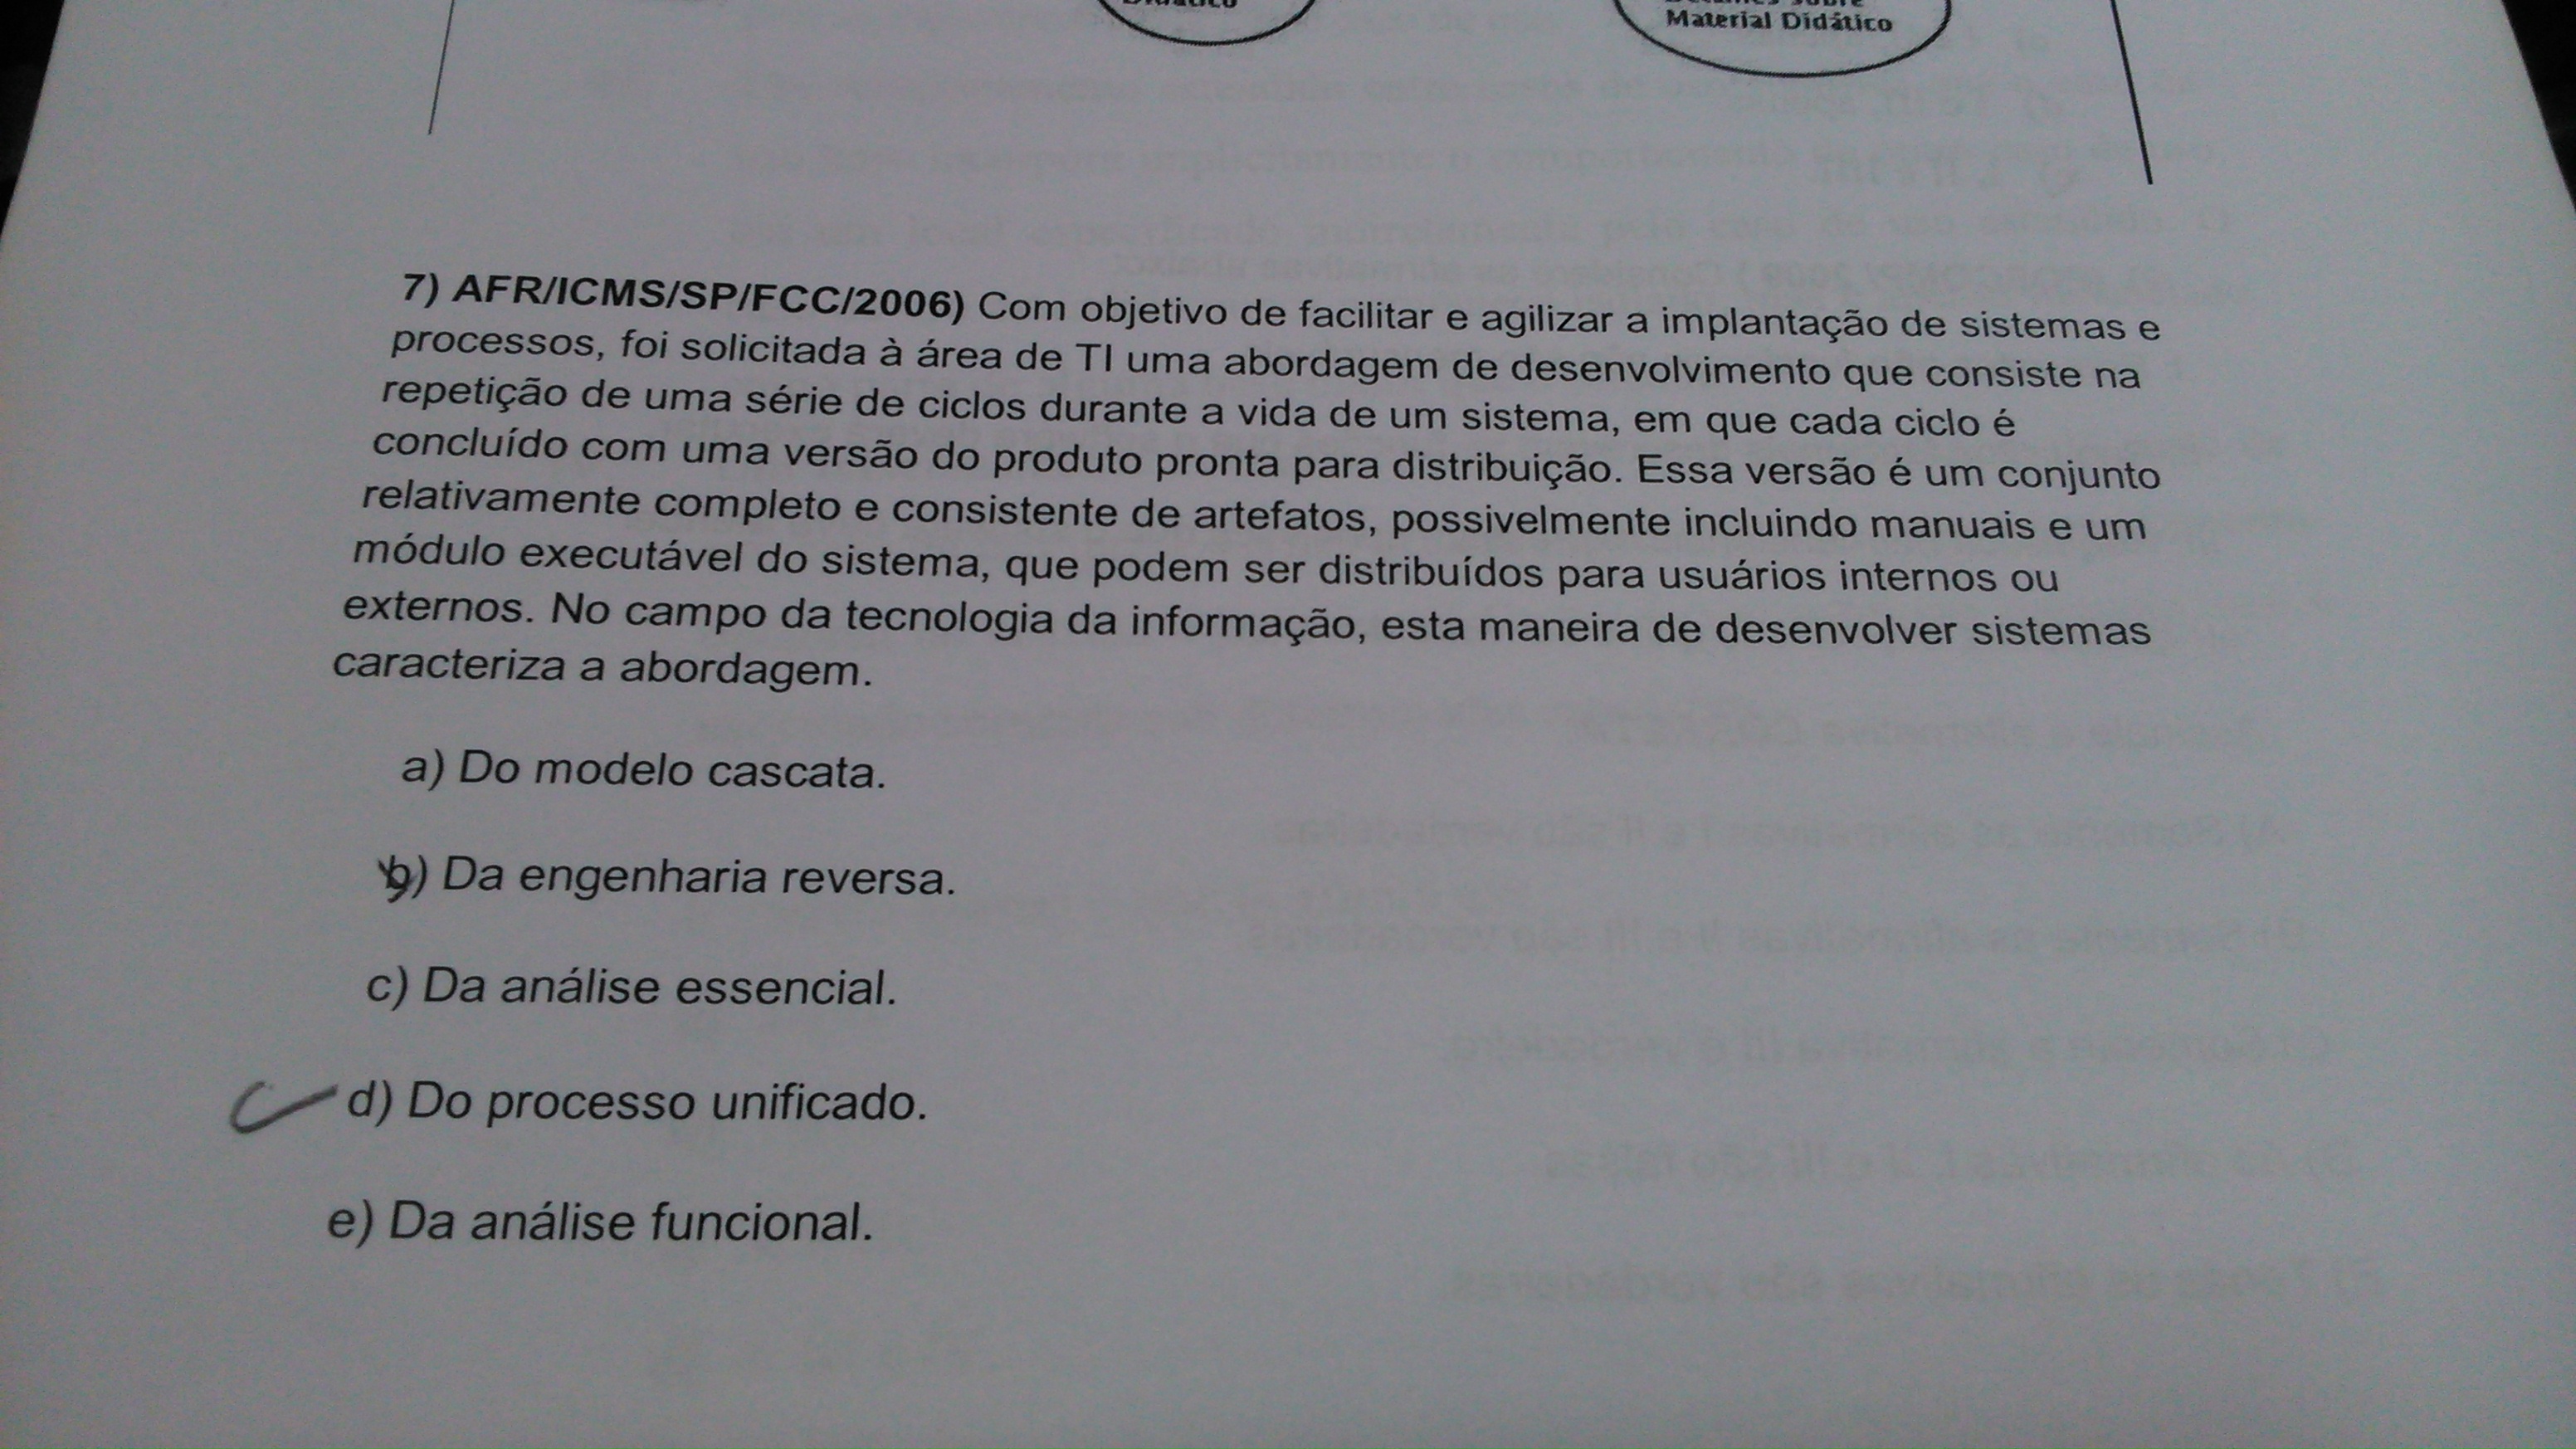 Material Didático
7) AFR/ICMS/SP/FCC/2006) Com objetivo de facilitar e agilizar a implantação de sistemas e
processos, foi solicitada à área de TI uma abordagem de desenvolvimento que consiste na
repetição de uma série de ciclos durante a vida de um sistema, em que cada ciclo é
concluído com uma versão do produto pronta para distribuição. Essa versão é um conjunto
relativamente completo e consistente de artefatos, possivelmente incluindo manuais e um
módulo executável do sistema, que podem ser distribuídos para usuários internos ou
externos. No campo da tecnologia da informação, esta maneira de desenvolver sistemas
caracteriza a abordagem.
a) Do modelo cascata.
b) Da engenharia reversa.
c) Da análise essencial.
d) Do processo unificado.
e) Da análise funcional.